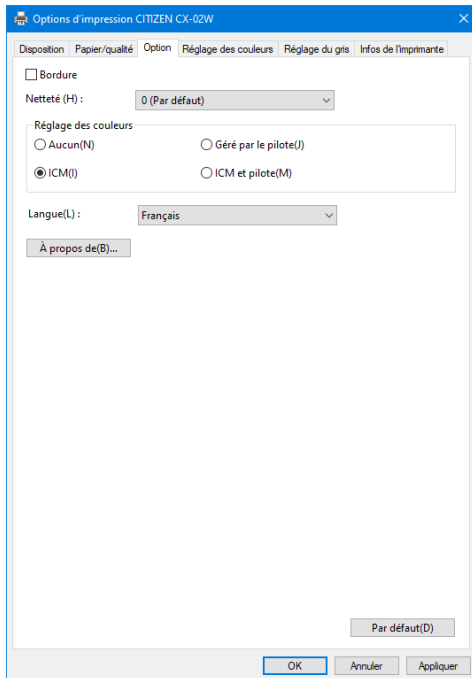 Options d'impression CITIZEN CX-02W
Disposition Papier/qualité Option Réglage des couleurs Réglage du gris Infos de l'imprimante
Bordure
Netteté (H) : 0 (Par défaut)
Réglage des couleurs
Aucun(N) Géré par le pilote(J)
ICM(I) ICM et pilote(M)
Langue(L) : Français
À propos de(B)...
Par défaut(D)
OK Annuler Appliquer